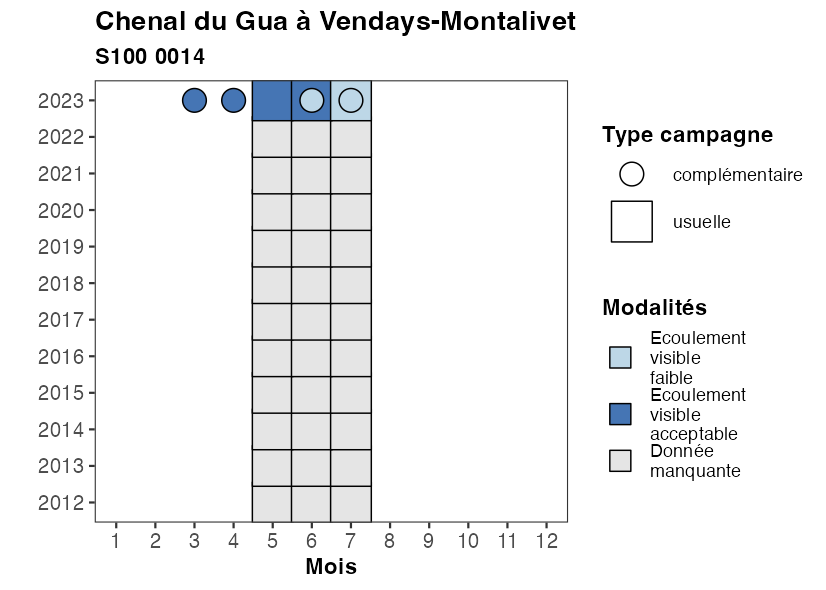 Chenal du Gua à Vendays-Montalivet
S100 0014
2023
2022
2021
2020
2019
2018
2017
2016
2015
2014
2013
2012
1 2 3 4 5 6 7 8 9 10 11 12
Mois
Type campagne
complémentaire
usuelle
Modalités
Ecoulement
visible
faible
Ecoulement
visible
acceptable
Donnée
manquante